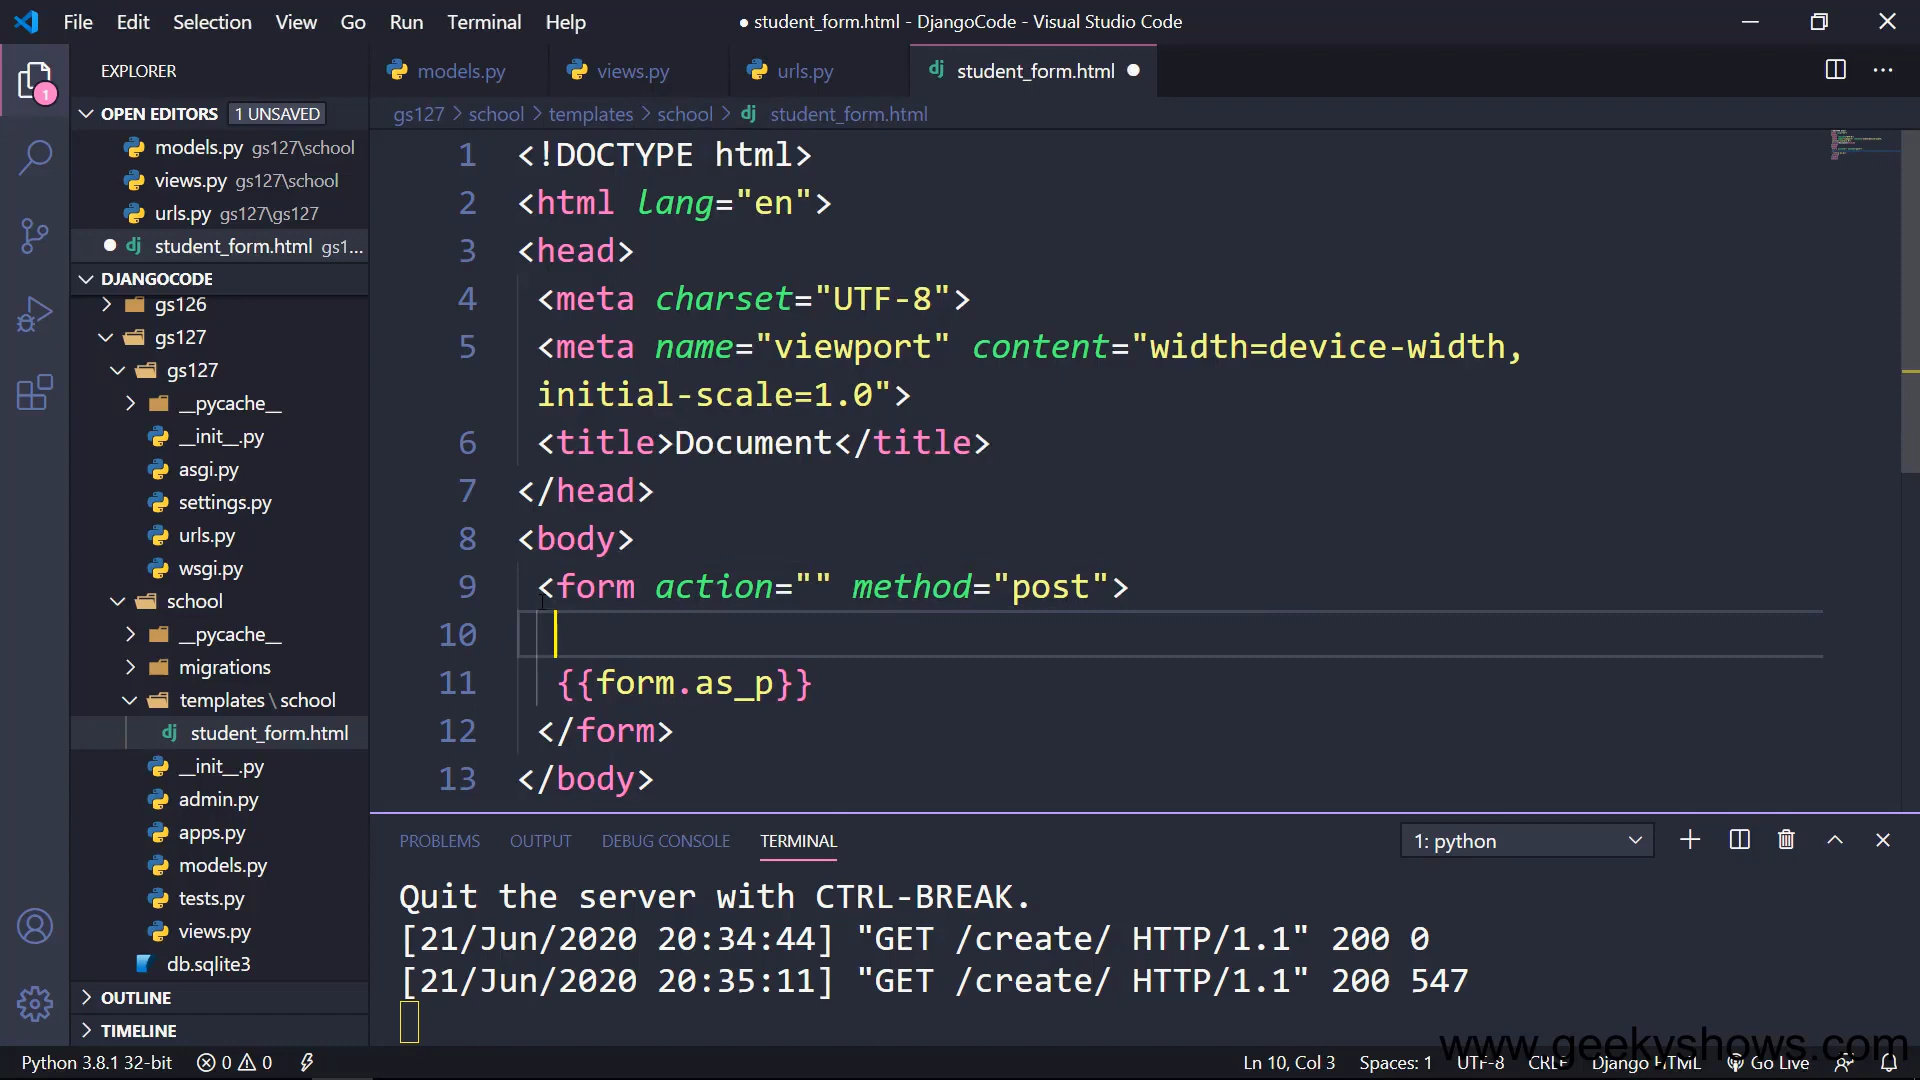 File Edit Selection View Go Run Terminal Help
● student_form.html - DjangoCode - Visual Studio Code
EXPLORER
OPEN EDITORS 1 UNSAVED
models.py gs127\school
views.py gs127\school
urls.py gs127\gs127
student_form.html gs1...
DJANGOCODE
gs126
gs127
gs127
__pycache__
__init__.py
asgi.py
settings.py
urls.py
wsgi.py
school
__pycache__
migrations
templates \ school
student_form.html
__init__.py
admin.py
apps.py
models.py
tests.py
views.py
db.sqlite3
OUTLINE
TIMELINE
1
models.py views.py urls.py student_form.html
gs127 > school > templates > school > student_form.html
1 <!DOCTYPE html>
2 <html lang="en">
3 <head>
4 <meta charset="UTF-8">
5 <meta name="viewport" content="width=device-width,
initial-scale=1.0">
6 <title>Document</title>
7 </head>
8 <body>
9 <form action="" method="post">
10
11 {{form.as_p}}
12 </form>
13 </body>
PROBLEMS OUTPUT DEBUG CONSOLE TERMINAL 1: python
Quit the server with CTRL-BREAK.
[21/Jun/2020 20:34:44] "GET /create/ HTTP/1.1" 200 0
[21/Jun/2020 20:35:11] "GET /create/ HTTP/1.1" 200 547
www.geekyshows.com
Python 3.8.1 32-bit 0 0 Ln 10, Col 3 Spaces: 1 UTF-8 CRLF Django HTML Go Live